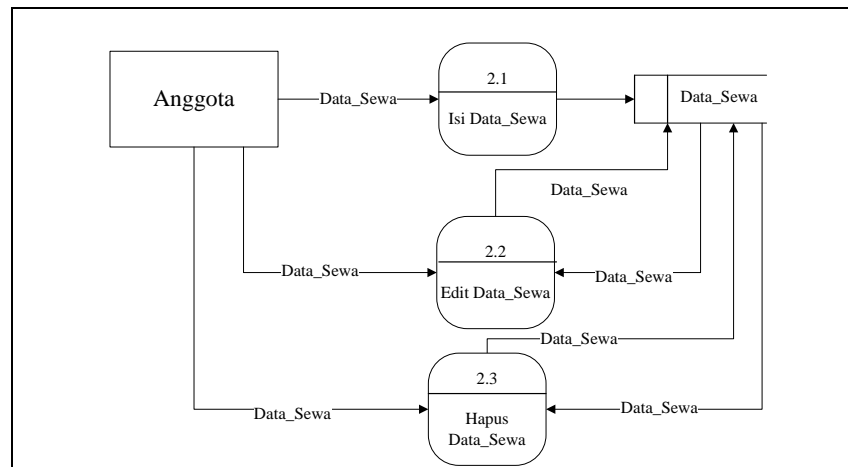 Anggota
Data_Sewa
2.1
Isi Data_Sewa
Data_Sewa
Data_Sewa
Data_Sewa
2.2
Edit Data_Sewa
Data_Sewa
Data_Sewa
Data_Sewa
2.3
Hapus
Data_Sewa
Data_Sewa